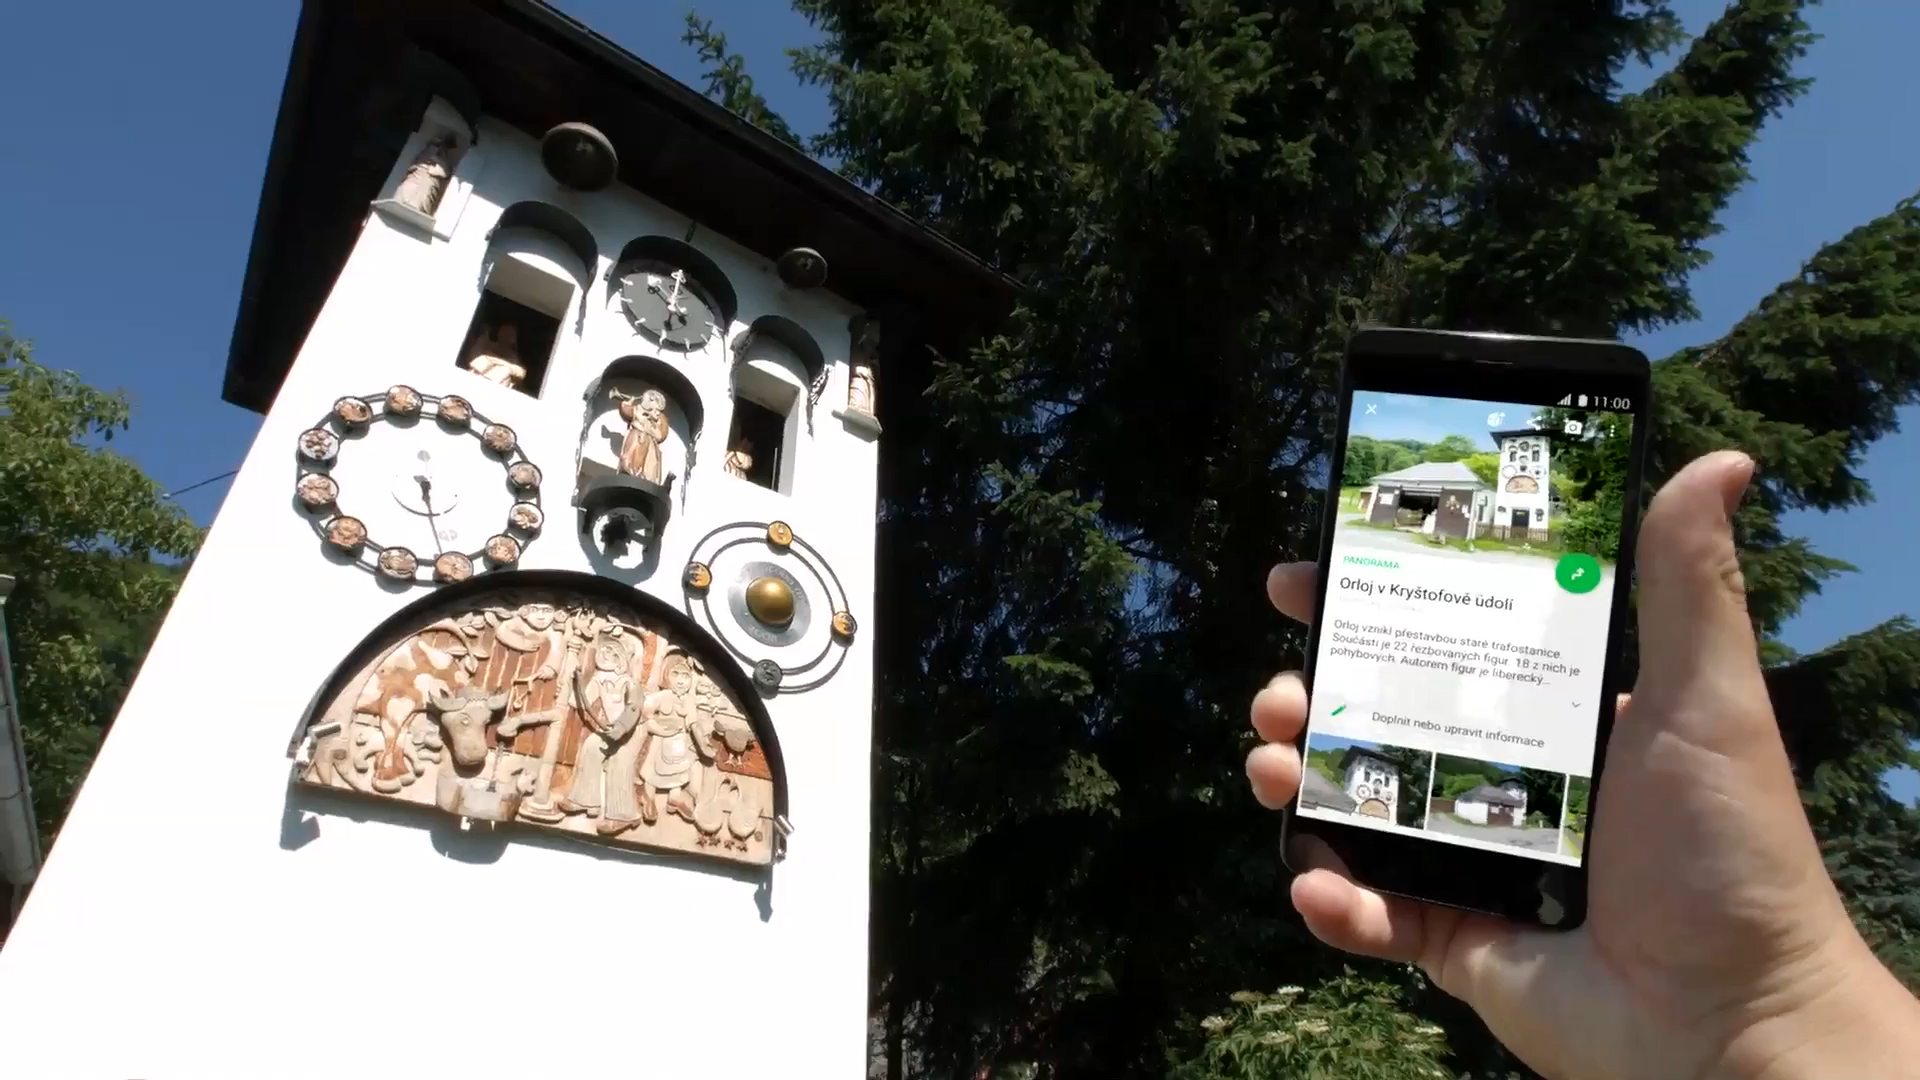 11:00
PANORAMA
Orloj v Kryštofově údolí
Orloj vznikl přestavbou staré trafostanice.
Součástí je 22 řezbovaných figur. 18 z nich je
pohybových. Autorem figur je liberecký...
Doplnit nebo upravit informace